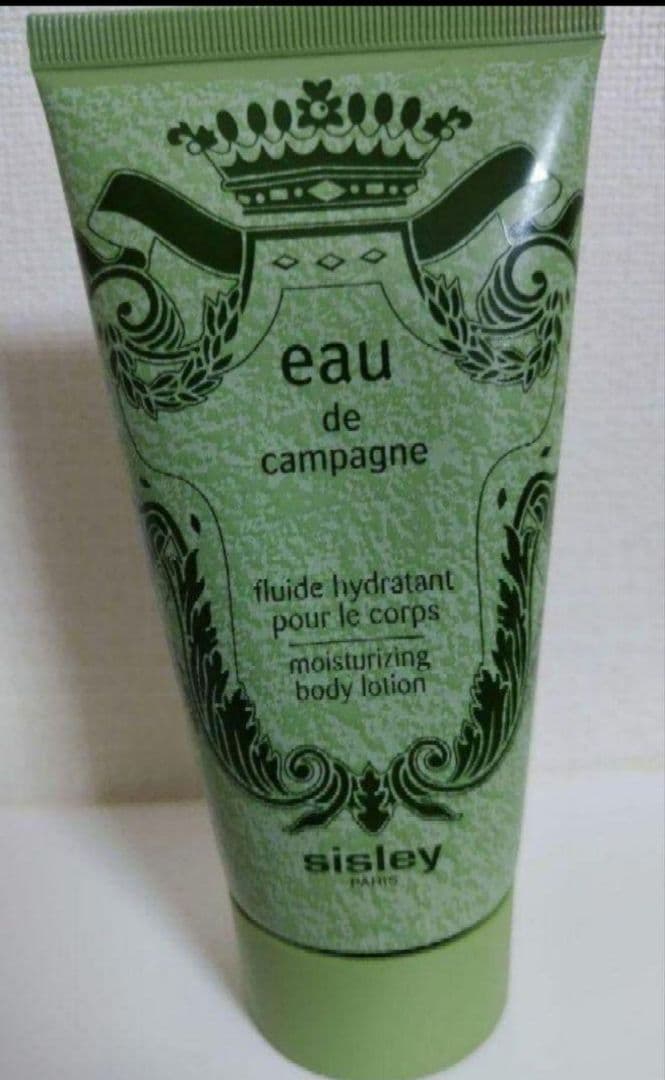 eau
de
campagne
fluide hydratant
pour le corps
moisturizing
body lotion
sisley
PARIS